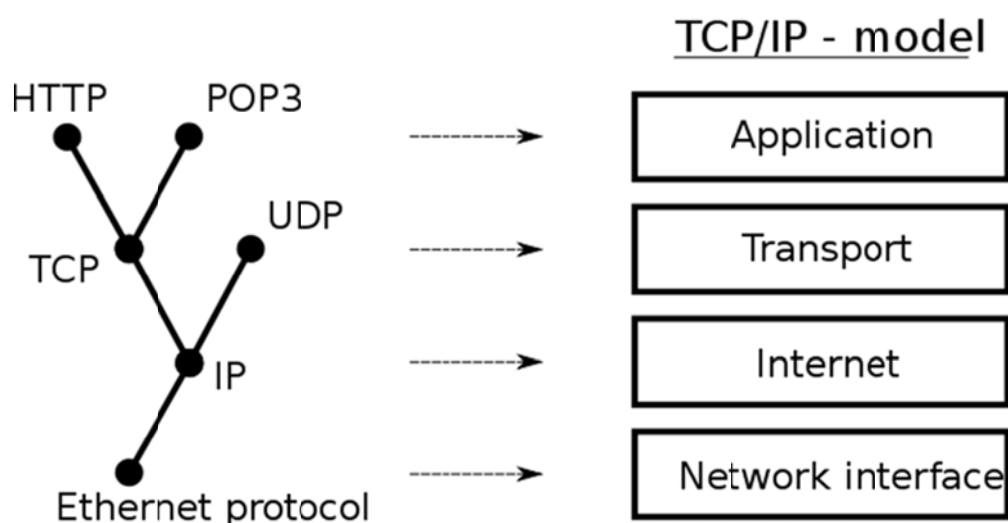 TCP/IP - model
HTTP
POP3
Application
UDP
TCP
Transport
IP
Internet
Ethernet protocol
Network interface